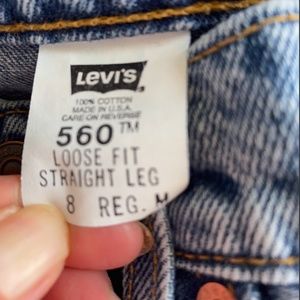 LEVI'S
100% COTTON
MADE IN U.S.A.
CARE ON REVERSE
560™
LOOSE FIT
STRAIGHT LEG
8 REG. M